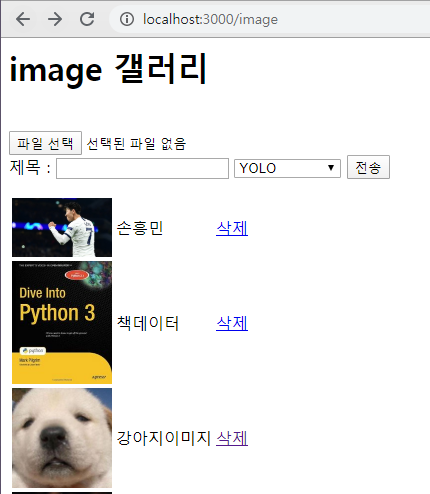 localhost:3000/image
image 갤러리
파일 선택 선택된 파일 없음
제목 : YOLO 전송
7 손흥민 삭제
Dive Into
Python 3
python
책데이터 삭제
강아지이미지 삭제